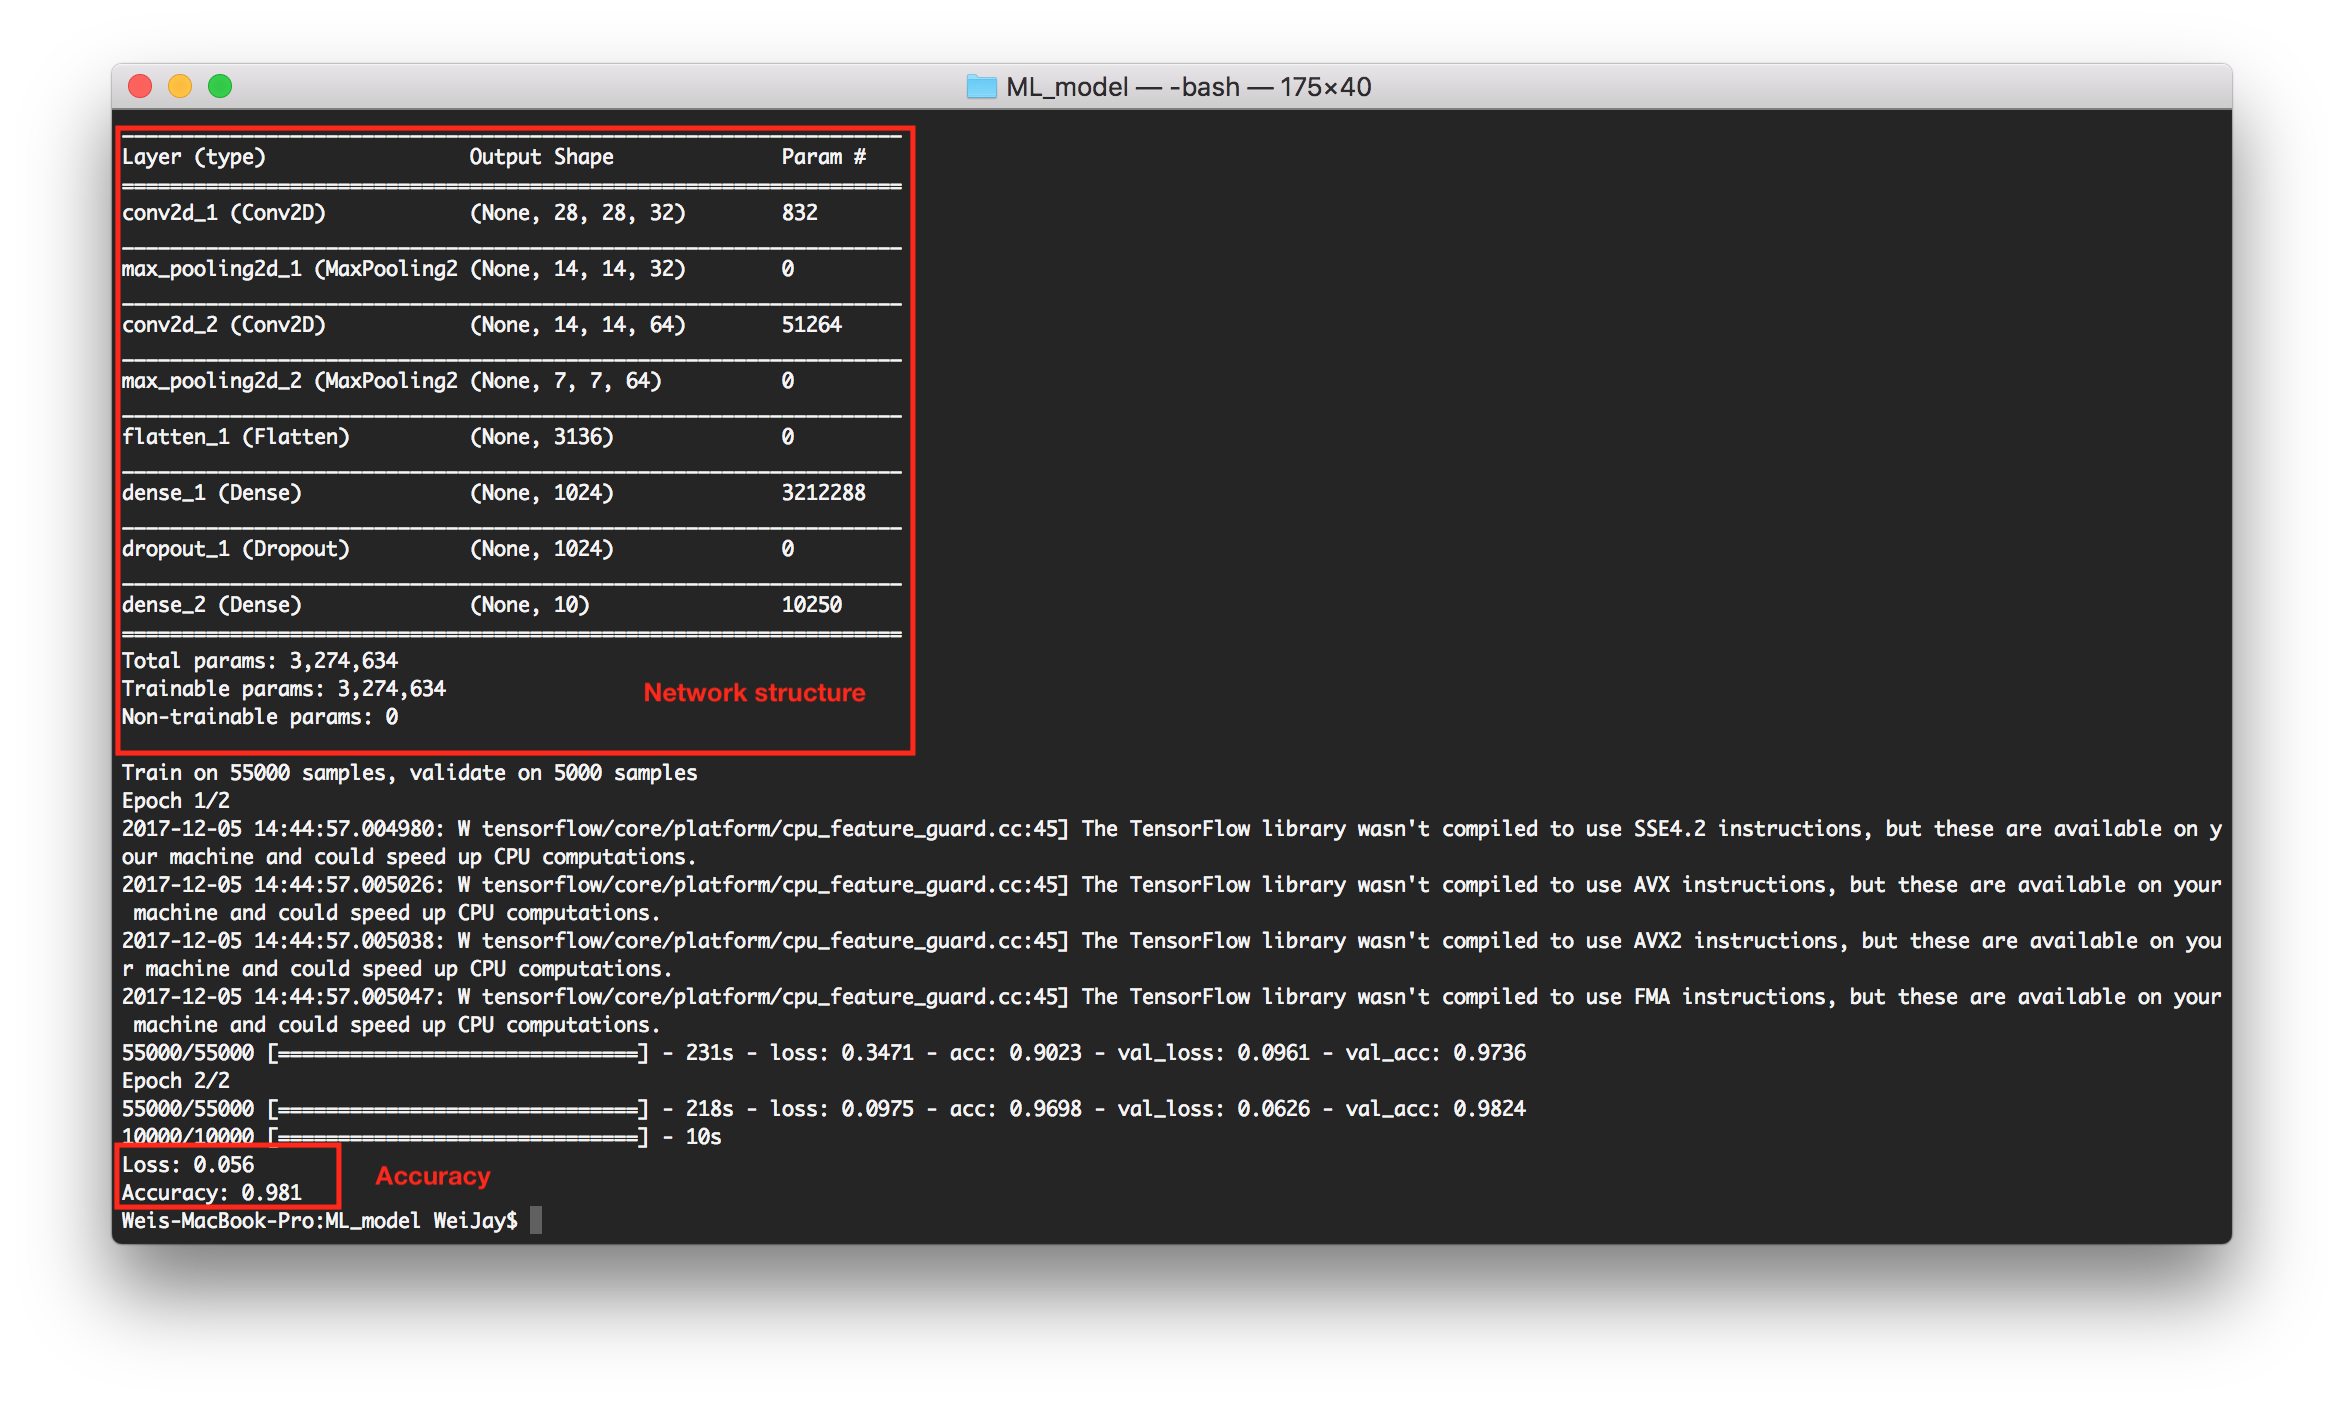 ML_model — -bash — 175×40
Layer (type) Output Shape Param #
conv2d_1 (Conv2D) (None, 28, 28, 32) 832
max_pooling2d_1 (MaxPooling2 (None, 14, 14, 32) 0
conv2d_2 (Conv2D) (None, 14, 14, 64) 51264
max_pooling2d_2 (MaxPooling2 (None, 7, 7, 64) 0
flatten_1 (Flatten) (None, 3136) 0
dense_1 (Dense) (None, 1024) 3212288
dropout_1 (Dropout) (None, 1024) 0
dense_2 (Dense) (None, 10) 10250
Total params: 3,274,634
Trainable params: 3,274,634
Network structure
Non-trainable params: 0
Train on 55000 samples, validate on 5000 samples
Epoch 1/2
2017-12-05 14:44:57.004980: W tensorflow/core/platform/cpu_feature_guard.cc:45] The TensorFlow library wasn't compiled to use SSE4.2 instructions, but these are available on y
our machine and could speed up CPU computations.
2017-12-05 14:44:57.005026: W tensorflow/core/platform/cpu_feature_guard.cc:45] The TensorFlow library wasn't compiled to use AVX instructions, but these are available on your
 machine and could speed up CPU computations.
2017-12-05 14:44:57.005038: W tensorflow/core/platform/cpu_feature_guard.cc:45] The TensorFlow library wasn't compiled to use AVX2 instructions, but these are available on you
r machine and could speed up CPU computations.
2017-12-05 14:44:57.005047: W tensorflow/core/platform/cpu_feature_guard.cc:45] The TensorFlow library wasn't compiled to use FMA instructions, but these are available on your
 machine and could speed up CPU computations.
55000/55000 [==============================] - 231s - loss: 0.3471 - acc: 0.9023 - val_loss: 0.0961 - val_acc: 0.9736
Epoch 2/2
55000/55000 [==============================] - 218s - loss: 0.0975 - acc: 0.9698 - val_loss: 0.0626 - val_acc: 0.9824
10000/10000 [==============================] - 10s
Loss: 0.056
Accuracy
Accuracy: 0.981
Weis-MacBook-Pro:ML_model WeiJay$